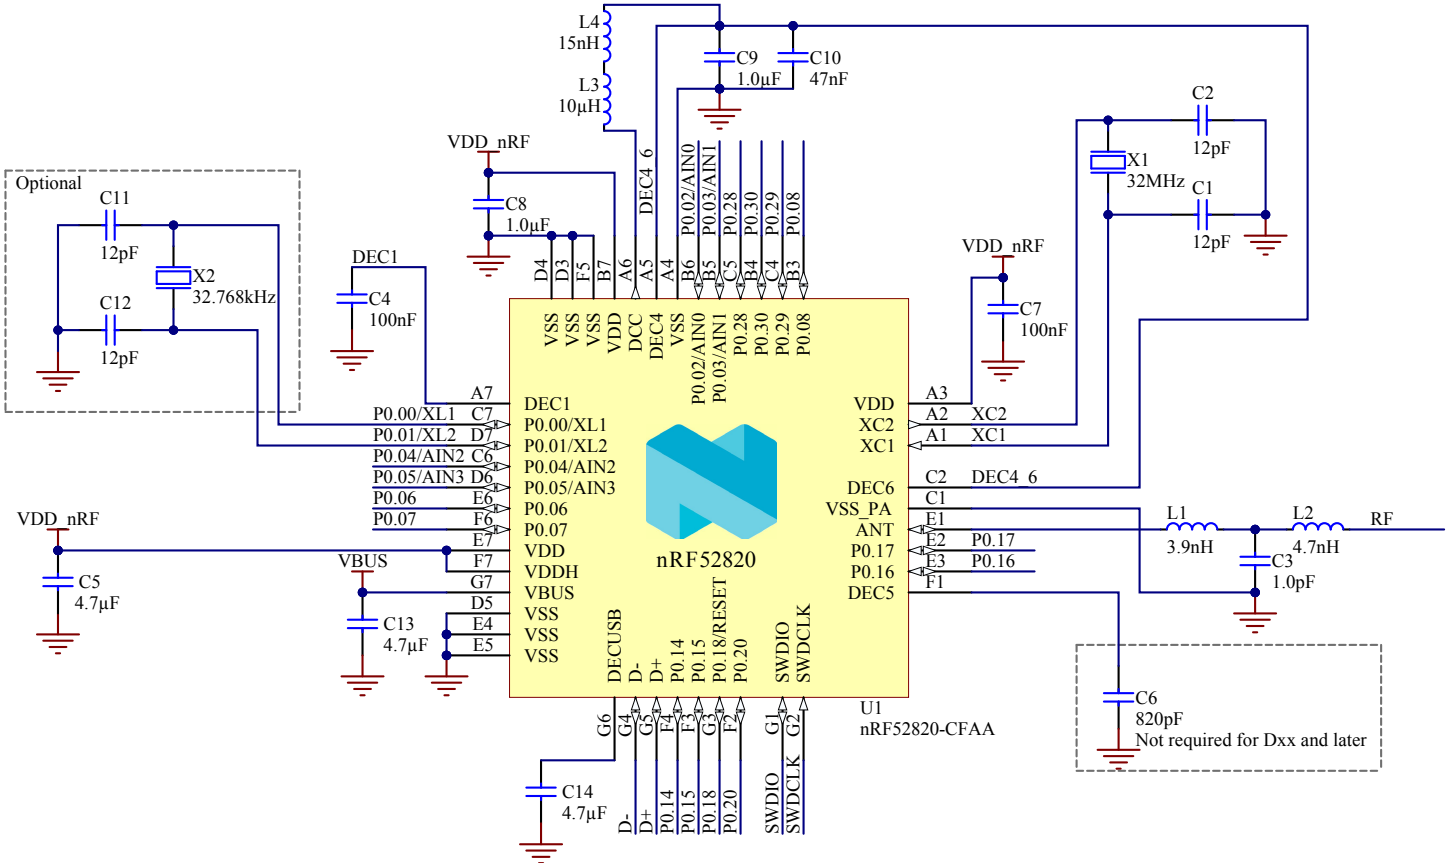 L4
15nH
L3
10µH
C9
1.0µF
C10
47nF
C2
12pF
X1
32MHz
C1
12pF
VDD_nRF
C8
1.0µF
DEC4_6
P0.02/AIN0
P0.03/AIN1
P0.28
P0.30
P0.29
P0.08
Optional
C11
12pF
X2
32.768kHz
C12
12pF
DEC1
C4
100nF
VDD_nRF
C7
100nF
D4
D3
F5
B7
A6
A5
A4
B6
B5
C5
B4
C4
B3
VSS
VSS
VSS
VDD
DCC
DEC4
VSS
P0.02/AIN0
P0.03/AIN1
P0.28
P0.30
P0.29
P0.08
A7 DEC1
P0.00/XL1 C7 P0.00/XL1
P0.01/XL2 D7 P0.01/XL2
P0.04/AIN2 C6 P0.04/AIN2
P0.05/AIN3 D6 P0.05/AIN3
P0.06 E6 P0.06
P0.07 F6 P0.07
E7 VDD
F7 VDDH
G7 VBUS
D5 VSS
E4 VSS
E5 VSS
VDD A3
XC2 A2 XC2
XC1 A1 XC1
DEC6 C2 DEC4_6
VSS_PA C1
ANT E1
P0.17 E2 P0.17
P0.16 E3 P0.16
DEC5 F1
nRF52820
VDD_nRF
C5
4.7µF
VBUS
C13
4.7µF
L1
3.9nH
L2
4.7nH
RF
C3
1.0pF
DECUSB
D-
D+
P0.14
P0.15
P0.18/RESET
P0.20
SWDIO
SWDCLK
G6
G4
G5
F4
F3
G3
F2
G1
G2
U1
nRF52820-CFAA
C6
820pF
Not required for Dxx and later
C14
4.7µF
D-
D+
P0.14
P0.15
P0.18
P0.20
SWDIO
SWDCLK